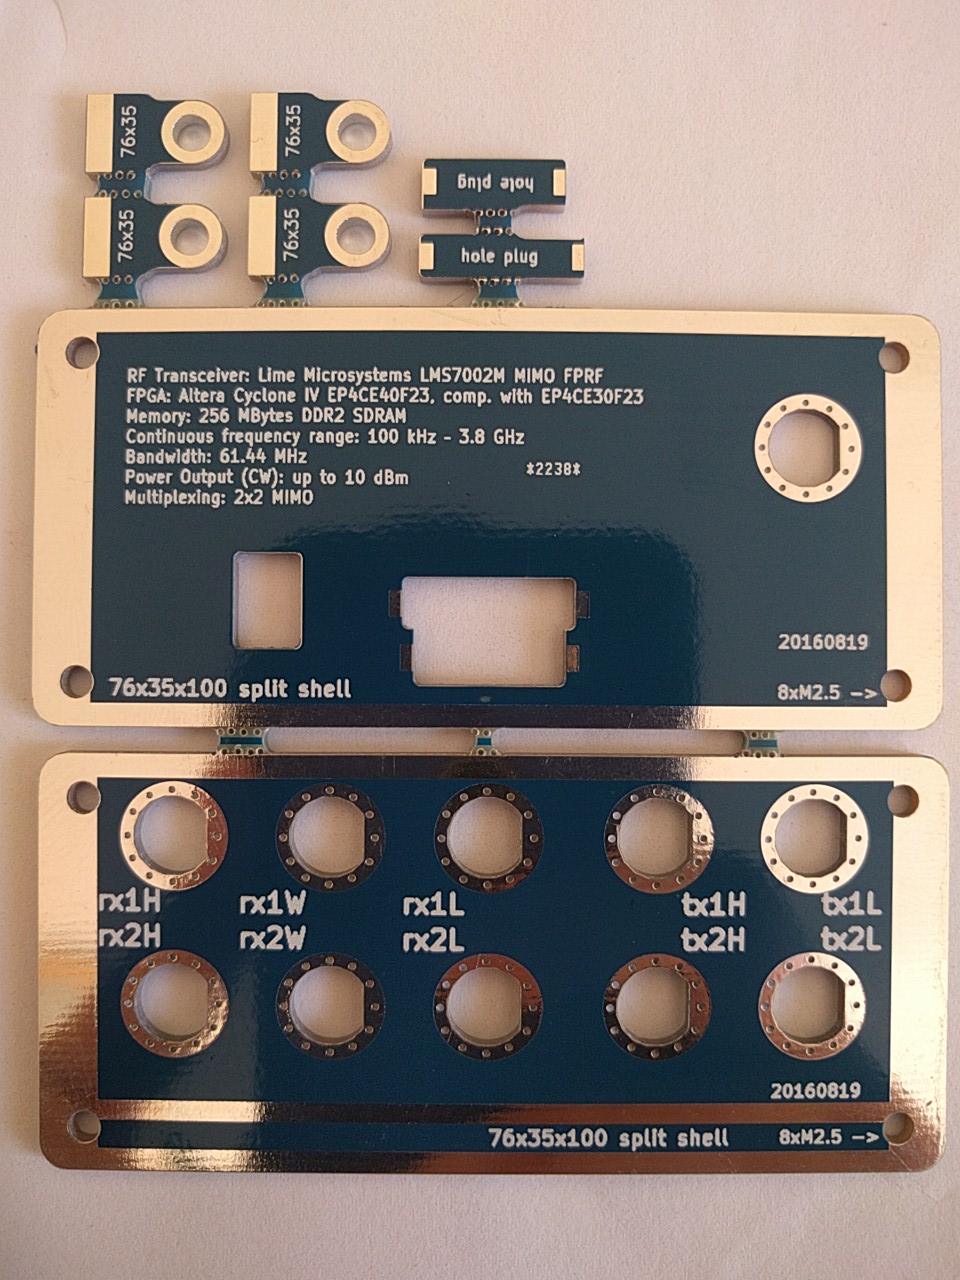 76x35
76x35
76x35
76x35
hole plug
hole plug
RF Transceiver: Lime Microsystems LMS7002M MIMO FPRF
FPGA: Altera Cyclone IV EP4CE40F23, comp. with EP4CE30F23
Memory: 256 MBytes DDR2 SDRAM
Continuous frequency range: 100 kHz - 3.8 GHz
Bandwidth: 61.44 MHz
Power Output (CW): up to 10 dBm
Multiplexing: 2x2 MIMO
*2238*
20160819
76x35x100 split shell
8xM2.5 ->
rx1H rx1W rx1L tx1H tx1L
rx2H rx2W rx2L tx2H tx2L
20160819
76x35x100 split shell
8xM2.5 ->